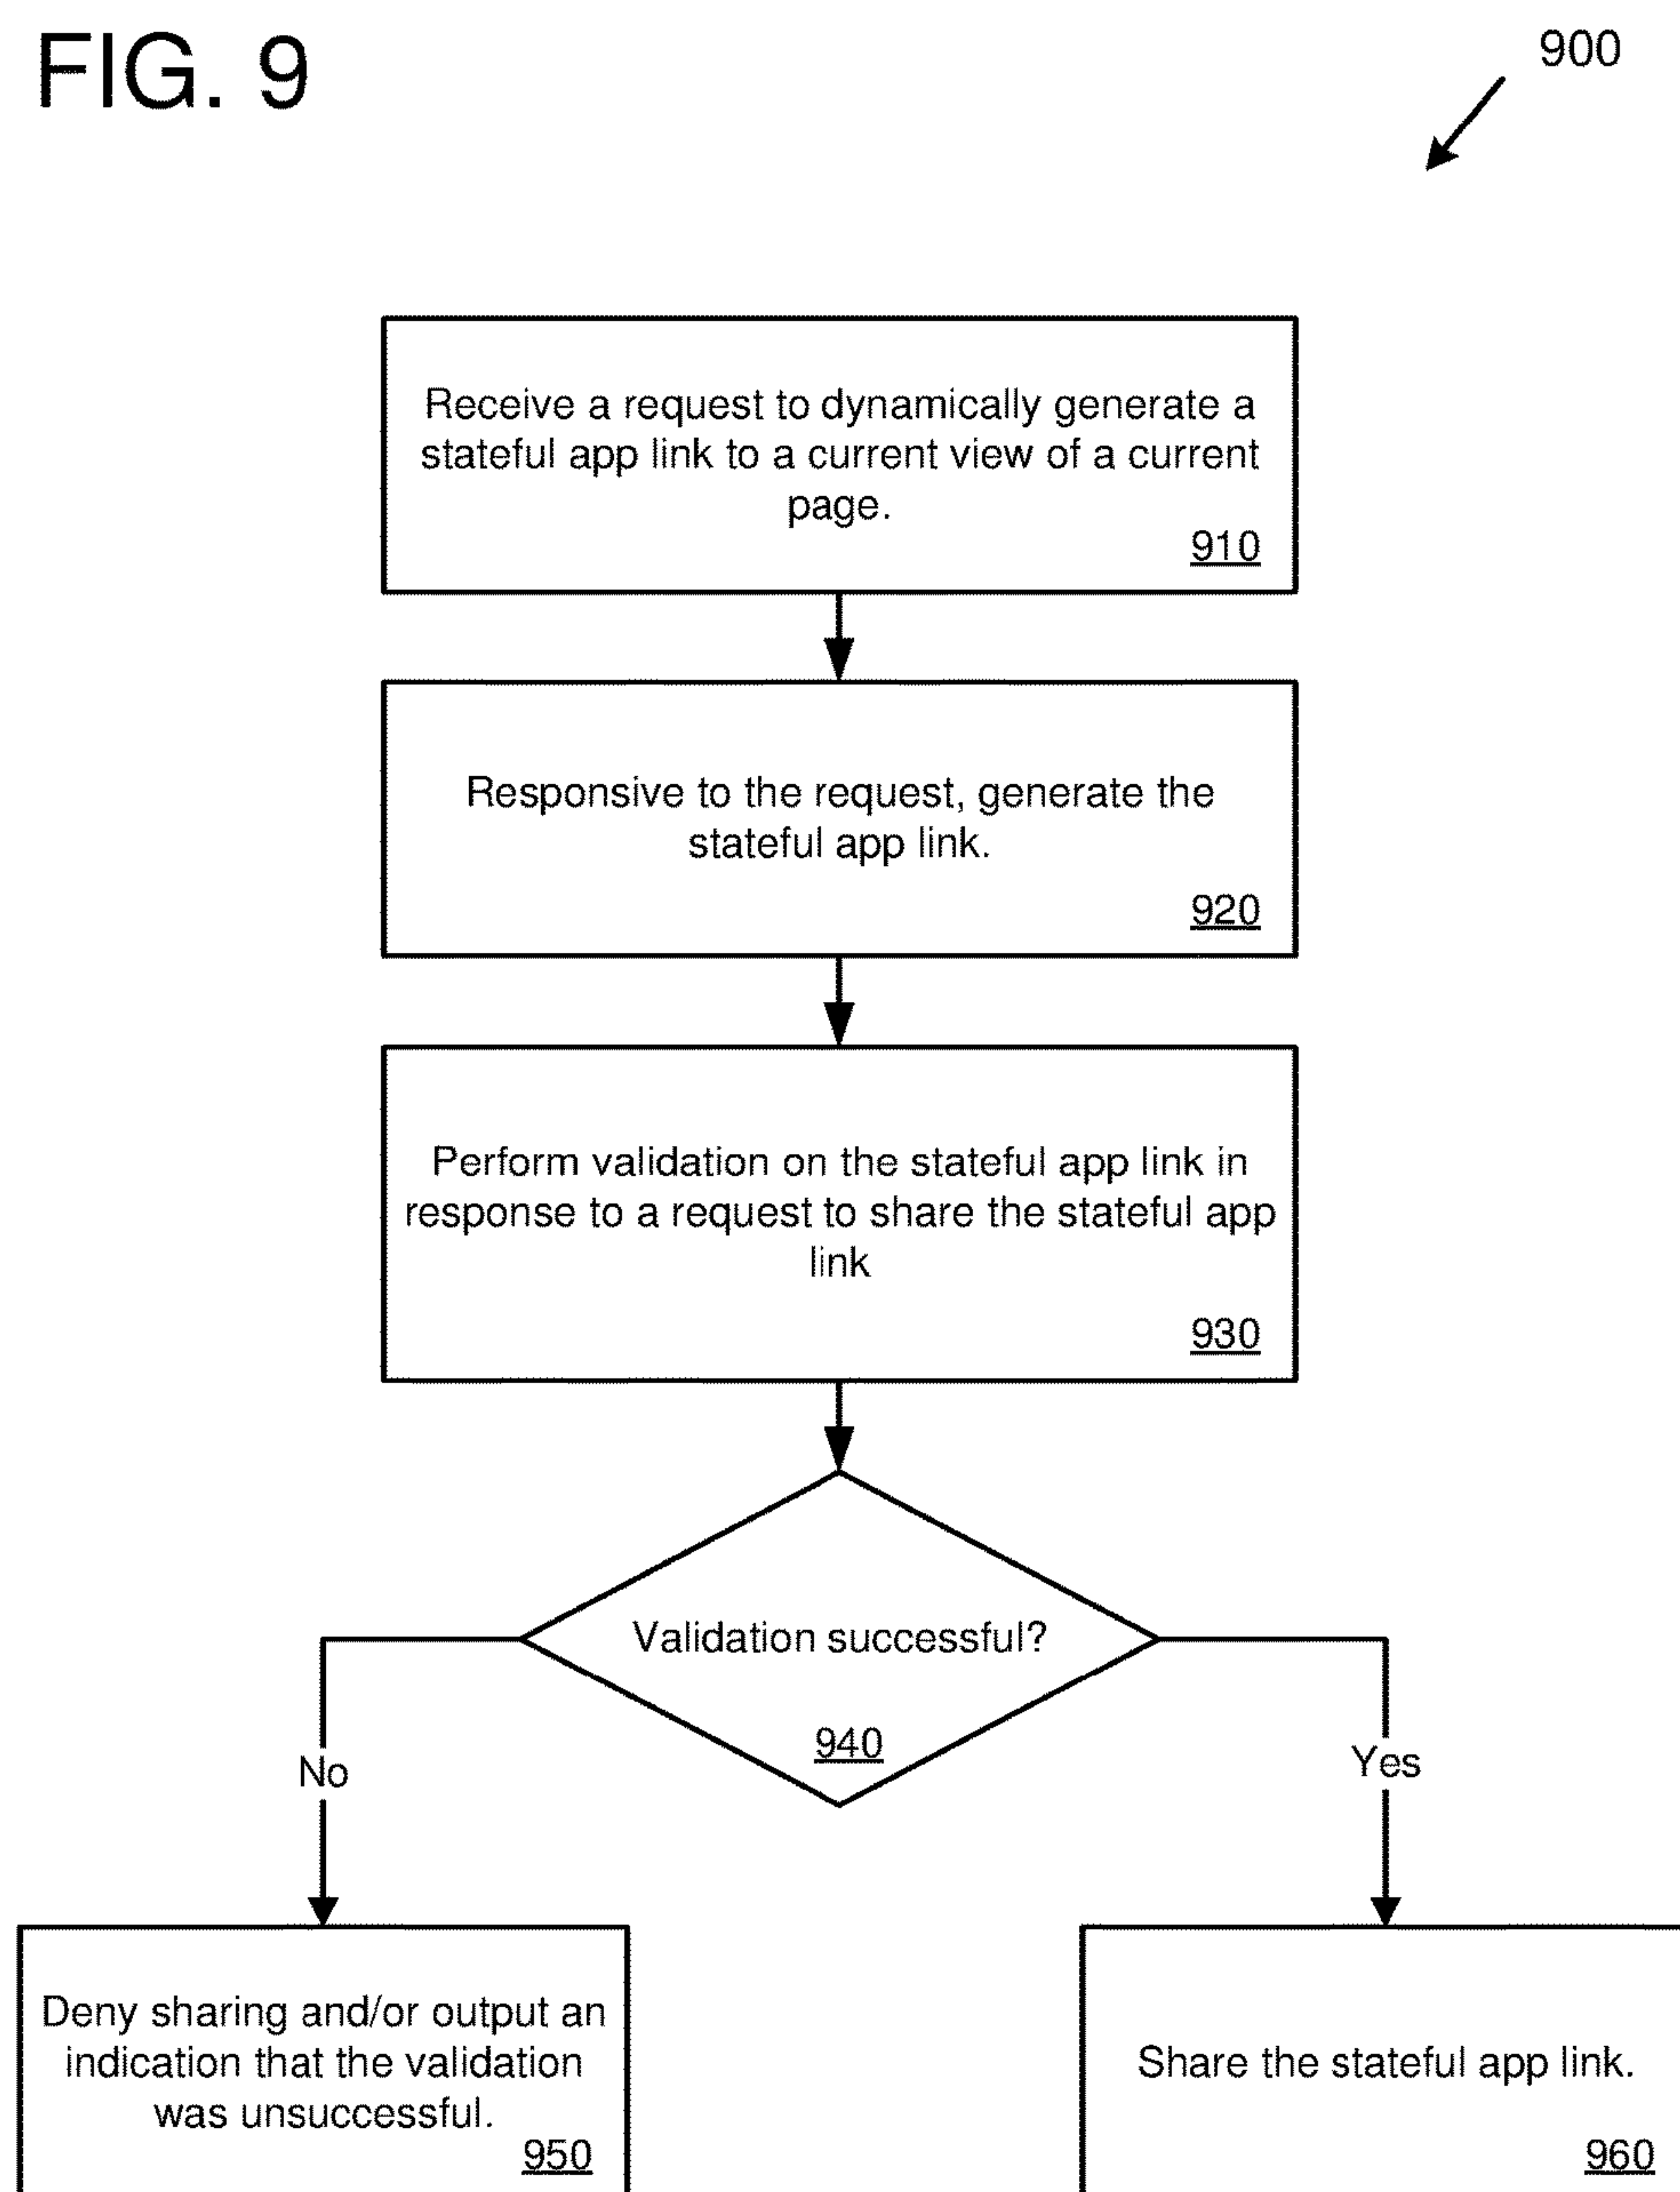 FIG. 9
900
Receive a request to dynamically generate a
stateful app link to a current view of a current
page.
910
Responsive to the request, generate the
stateful app link.
920
Perform validation on the stateful app link in
response to a request to share the stateful app
link
930
Validation successful?
940
No
Yes
Deny sharing and/or output an
indication that the validation
was unsuccessful.
950
Share the stateful app link.
960